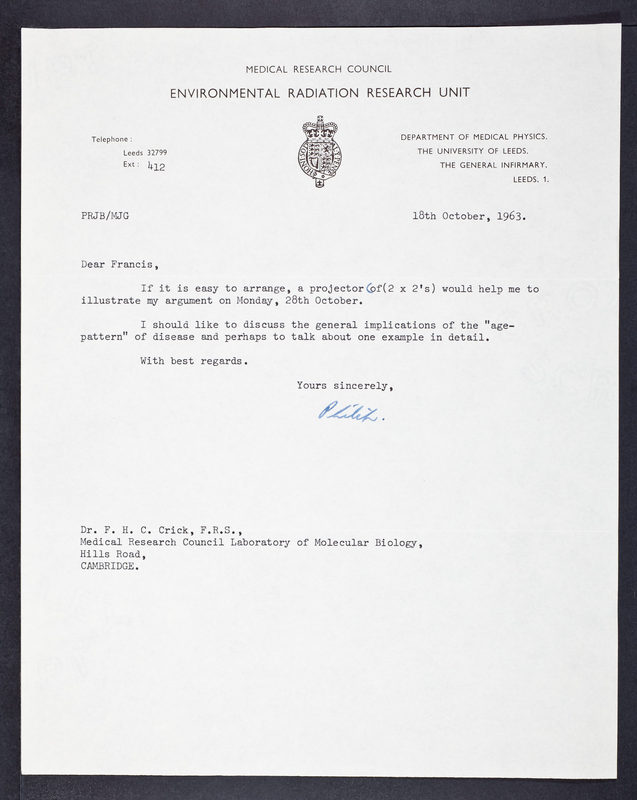 MEDICAL RESEARCH COUNCIL
ENVIRONMENTAL RADIATION RESEARCH UNIT
Telephone:
Leeds 32799
Ext: 412
DEPARTMENT OF MEDICAL PHYSICS.
THE UNIVERSITY OF LEEDS.
THE GENERAL INFIRMARY.
LEEDS. 1.
PRJB/MJG
18th October, 1963.
Dear Francis,
If it is easy to arrange, a projector of (2 x 2's) would help me to
illustrate my argument on Monday, 28th October.
I should like to discuss the general implications of the "age-
pattern" of disease and perhaps to talk about one example in detail.
With best regards.
Yours sincerely,
Philip.
Dr. F. H. C. Crick, F.R.S.,
Medical Research Council Laboratory of Molecular Biology,
Hills Road,
CAMBRIDGE.